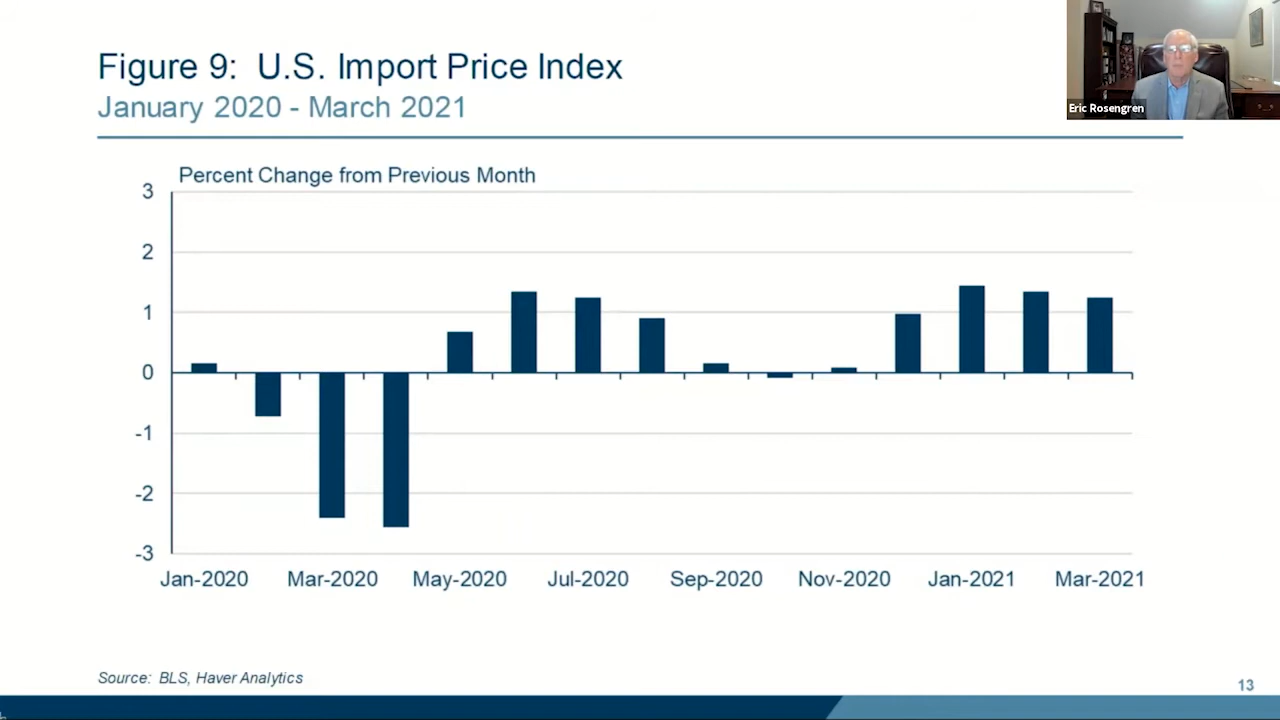 Figure 9: U.S. Import Price Index
January 2020 - March 2021
Eric Rosengren
Percent Change from Previous Month
3
2
1
0
-1
-2
-3
Jan-2020 Mar-2020 May-2020 Jul-2020 Sep-2020 Nov-2020 Jan-2021 Mar-2021
Source: BLS, Haver Analytics
13